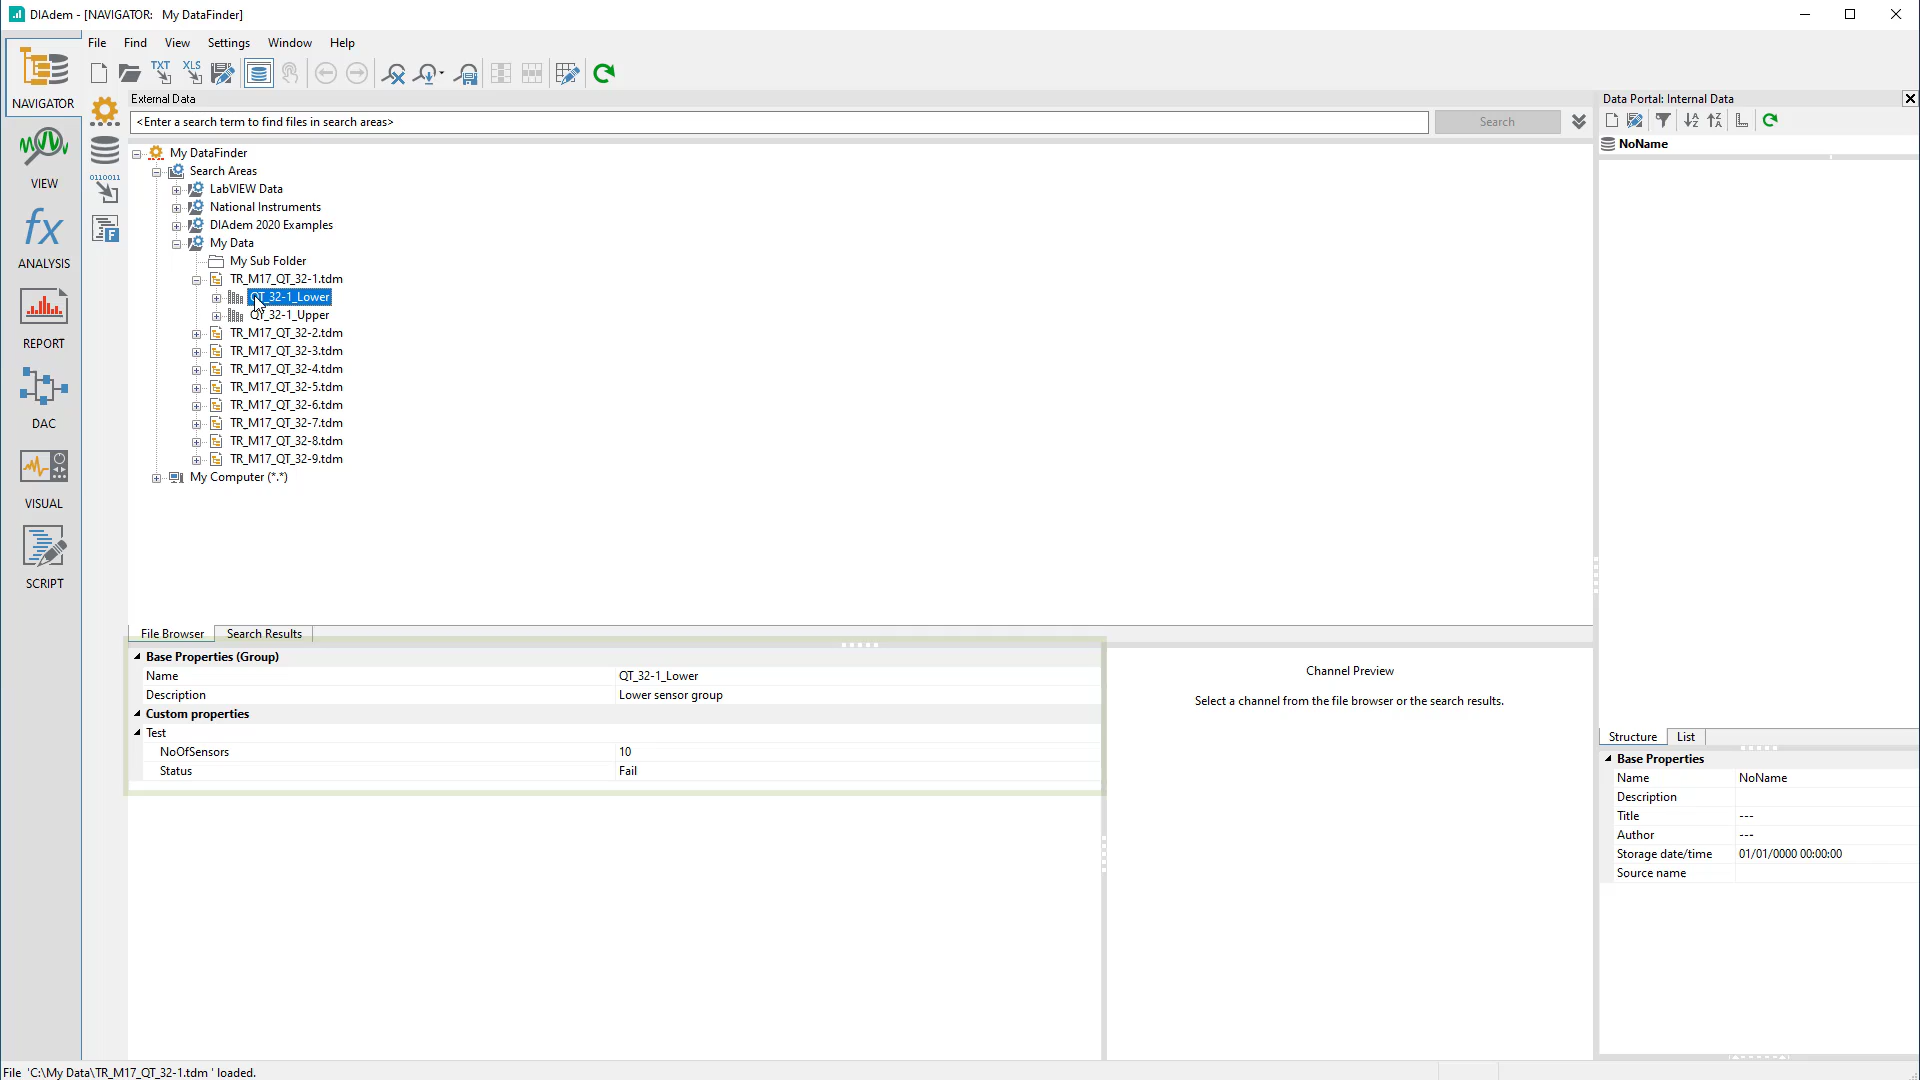 DIAdem - [NAVIGATOR:   My DataFinder]
File Find View Settings Window Help
TXT XLS
NAVIGATOR
VIEW
fx
ANALYSIS
REPORT
DAC
VISUAL
SCRIPT
0110011
F
External Data
<Enter a search term to find files in search areas>
Search
My DataFinder
Search Areas
LabVIEW Data
National Instruments
DIAdem 2020 Examples
My Data
My Sub Folder
TR_M17_QT_32-1.tdm
QT_32-1_Lower
QT_32-1_Upper
TR_M17_QT_32-2.tdm
TR_M17_QT_32-3.tdm
TR_M17_QT_32-4.tdm
TR_M17_QT_32-5.tdm
TR_M17_QT_32-6.tdm
TR_M17_QT_32-7.tdm
TR_M17_QT_32-8.tdm
TR_M17_QT_32-9.tdm
My Computer (*.*)
File Browser Search Results
Base Properties (Group)
Name QT_32-1_Lower
Description Lower sensor group
Custom properties
Test
NoOfSensors 10
Status Fail
Channel Preview
Select a channel from the file browser or the search results.
Data Portal: Internal Data
NoName
Structure List
Base Properties
Name NoName
Description
Title ---
Author ---
Storage date/time 01/01/0000 00:00:00
Source name
File  'C:\My Data\TR_M17_QT_32-1.tdm ' loaded.